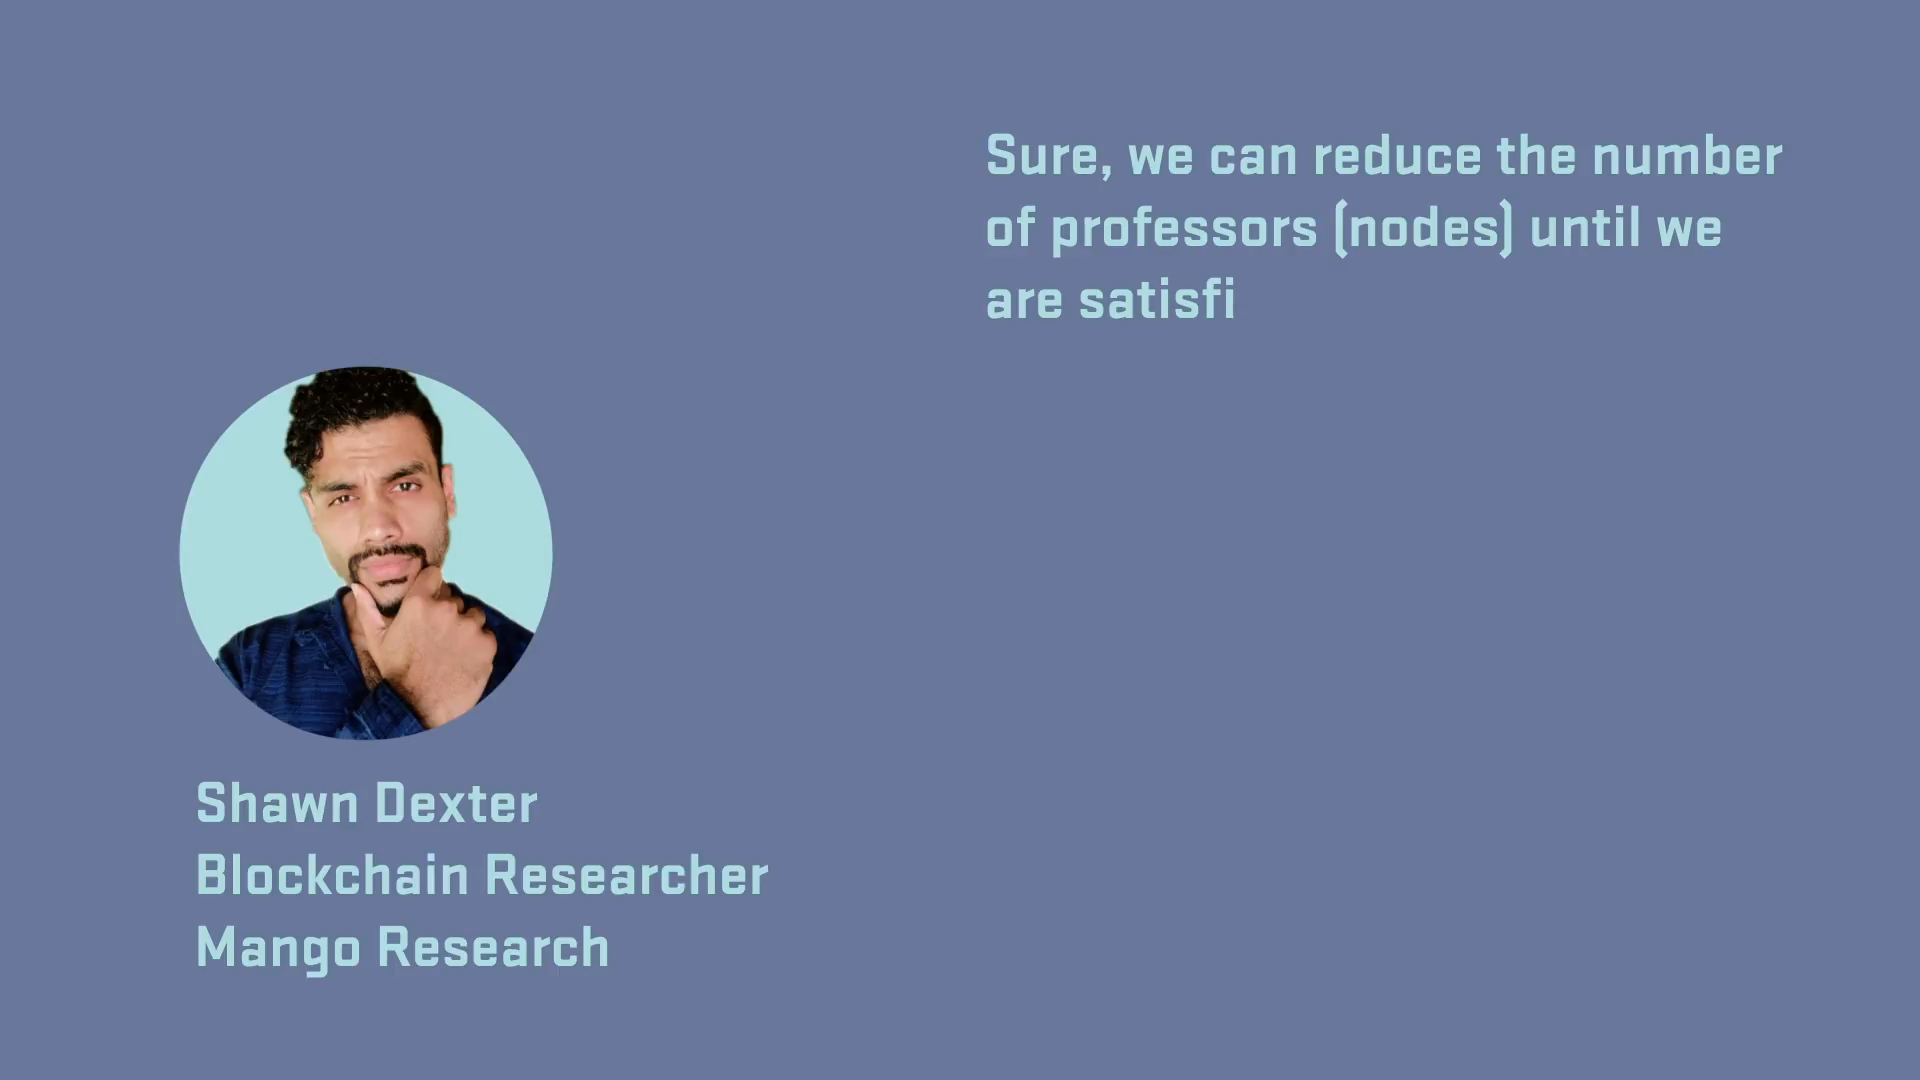 Sure, we can reduce the number
of professors (nodes) until we
are satisfi
Shawn Dexter
Blockchain Researcher
Mango Research